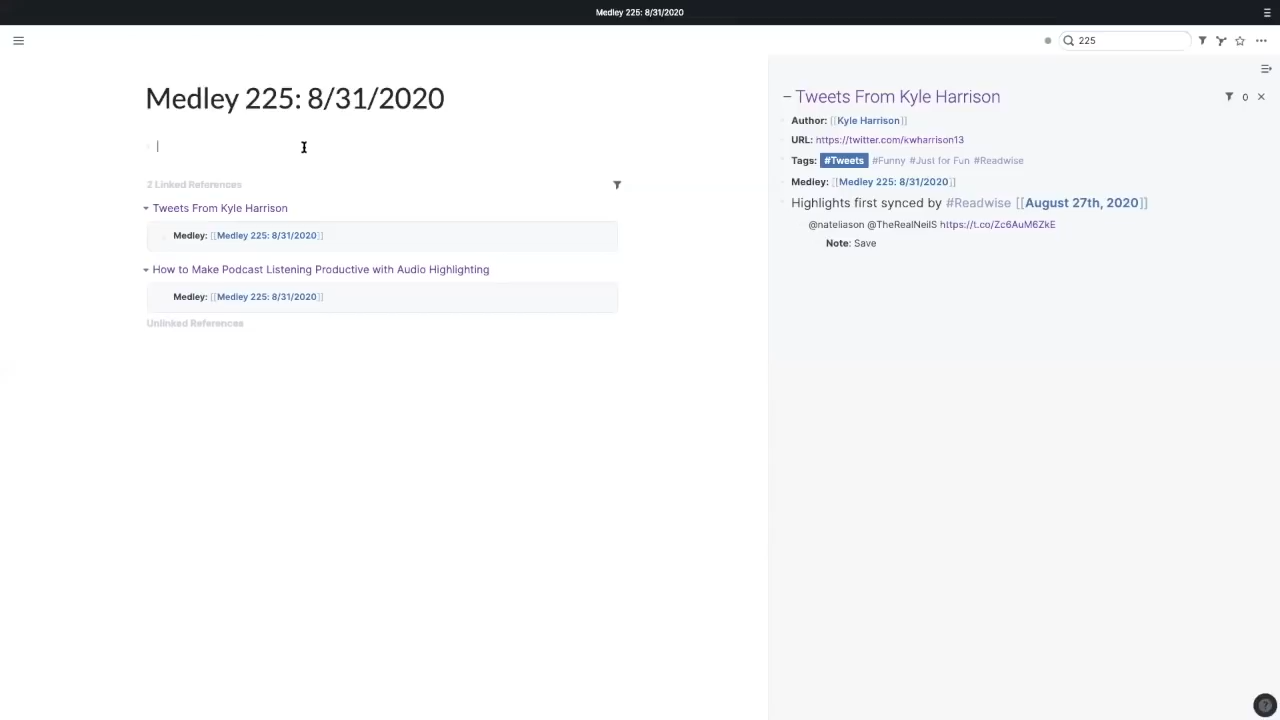 Medley 225: 8/31/2020
225
Medley 225: 8/31/2020
2 Linked References
Tweets From Kyle Harrison
Medley: [[Medley 225: 8/31/2020]]
How to Make Podcast Listening Productive with Audio Highlighting
Medley: [[Medley 225: 8/31/2020]]
Unlinked References
Tweets From Kyle Harrison
0
Author: [[Kyle Harrison]]
URL: https://twitter.com/kwharrison13
Tags: #Tweets #Funny #Just for Fun #Readwise
Medley: [[Medley 225: 8/31/2020]]
Highlights first synced by #Readwise [[August 27th, 2020]]
@nateliason @TheRealNeilS https://t.co/Zc6AuM6ZkE
Note: Save
?